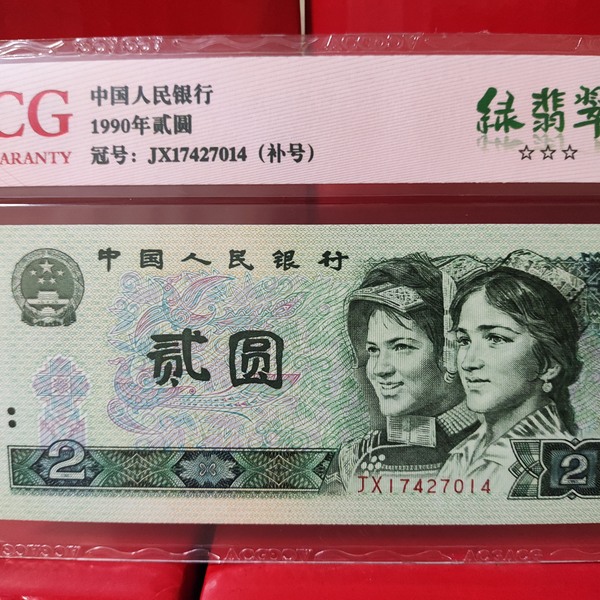 CG
ARANTY
中国人民银行
1990年贰圆
冠号：JX17427014（补号）
绿翡翠
☆☆☆
中国人民银行
贰圆
2
JX17427014
2